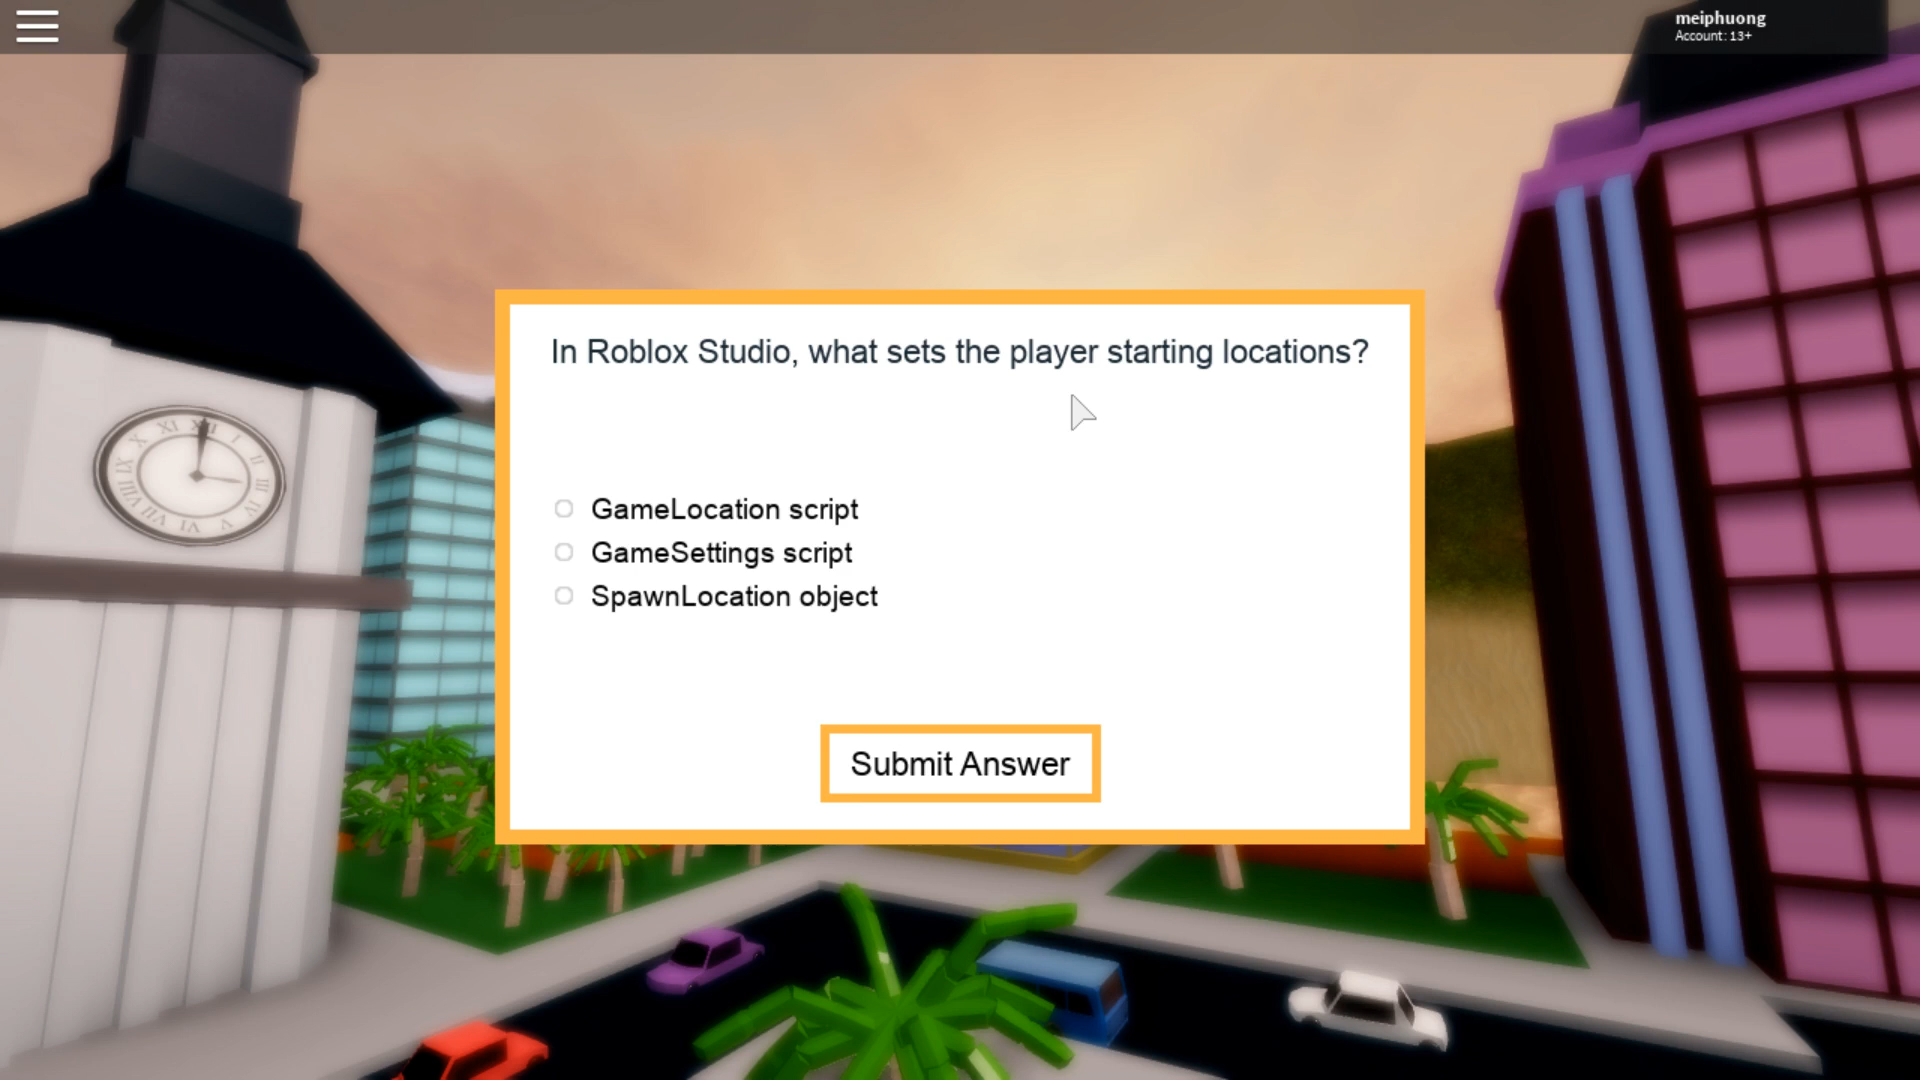 meiphuong
Account: 13+
In Roblox Studio, what sets the player starting locations?
GameLocation script
GameSettings script
SpawnLocation object
Submit Answer